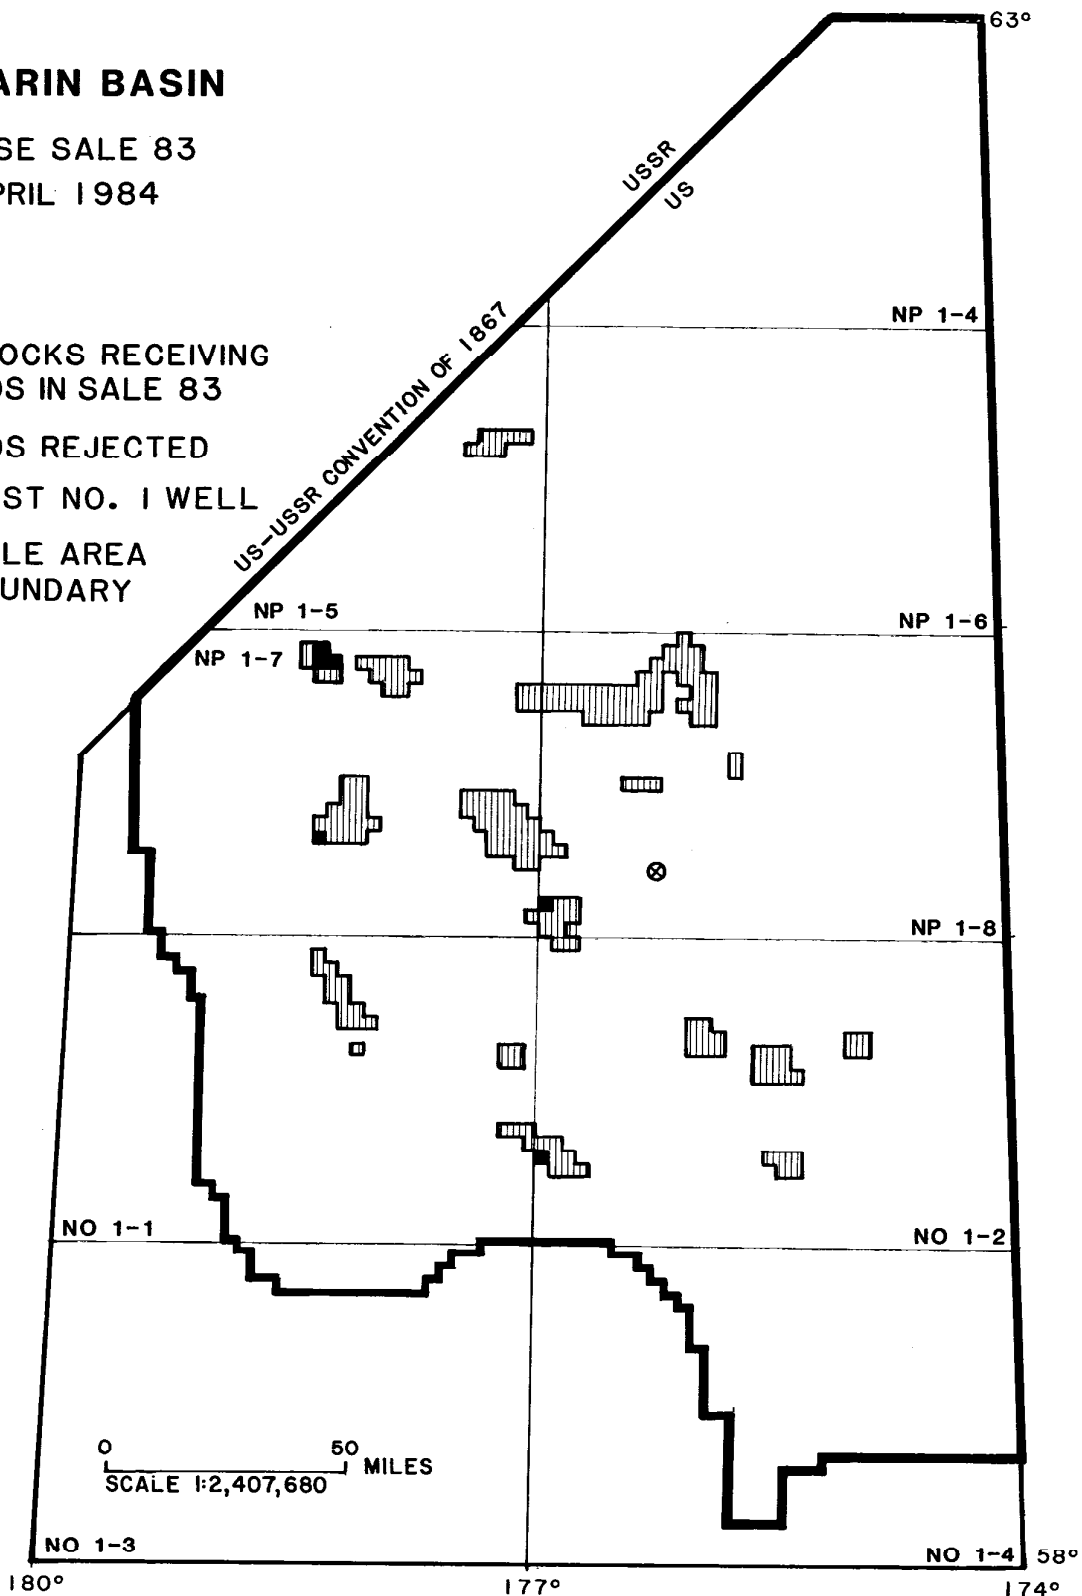 ARIN BASIN
SE SALE 83
PRIL 1984
OCKS RECEIVING
DS IN SALE 83
DS REJECTED
ST NO. 1 WELL
LE AREA
UNDARY
63°
USSR
US
US-USSR CONVENTION OF 1867
NP 1-4
NP 1-5
NP 1-6
NP 1-7
NP 1-8
NO 1-1
NO 1-2
0 50 MILES
SCALE 1:2,407,680
NO 1-3
NO 1-4
58°
180°
177°
174°